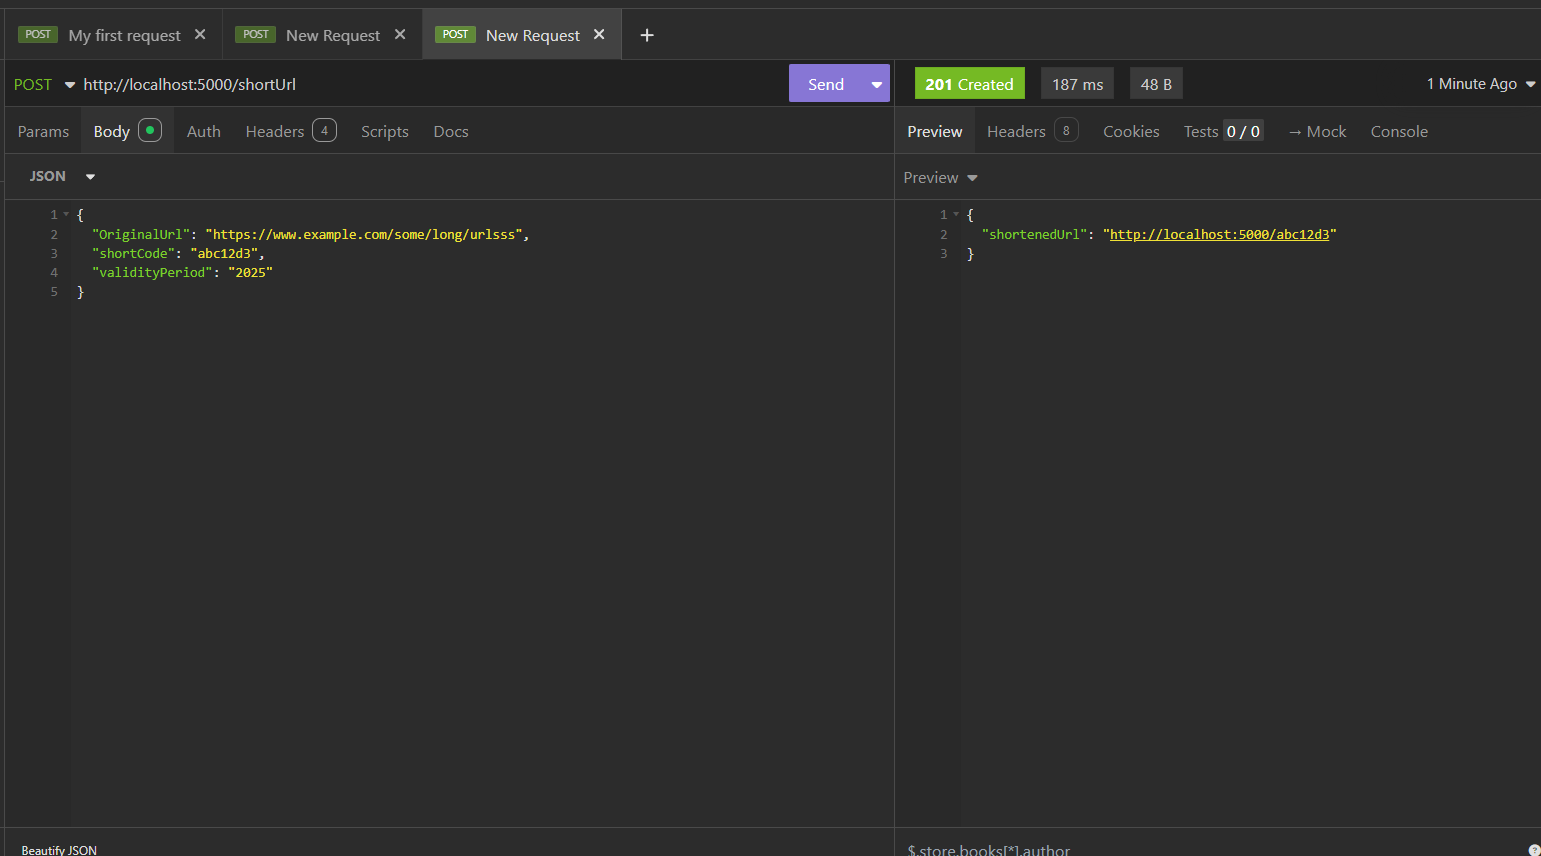 POST My first request × POST New Request × POST New Request × +
POST http://localhost:5000/shortUrl Send 201 Created 187 ms 48 B 1 Minute Ago
Params Body Auth Headers 4 Scripts Docs
Preview Headers 8 Cookies Tests 0 / 0 → Mock Console
JSON
Preview
1 {
2 "OriginalUrl": "https://www.example.com/some/long/urlsss",
3 "shortCode": "abc12d3",
4 "validityPeriod": "2025"
5 }
1 {
2 "shortenedUrl": "http://localhost:5000/abc12d3"
3 }
Beautify JSON
$.store.books[*].author ?